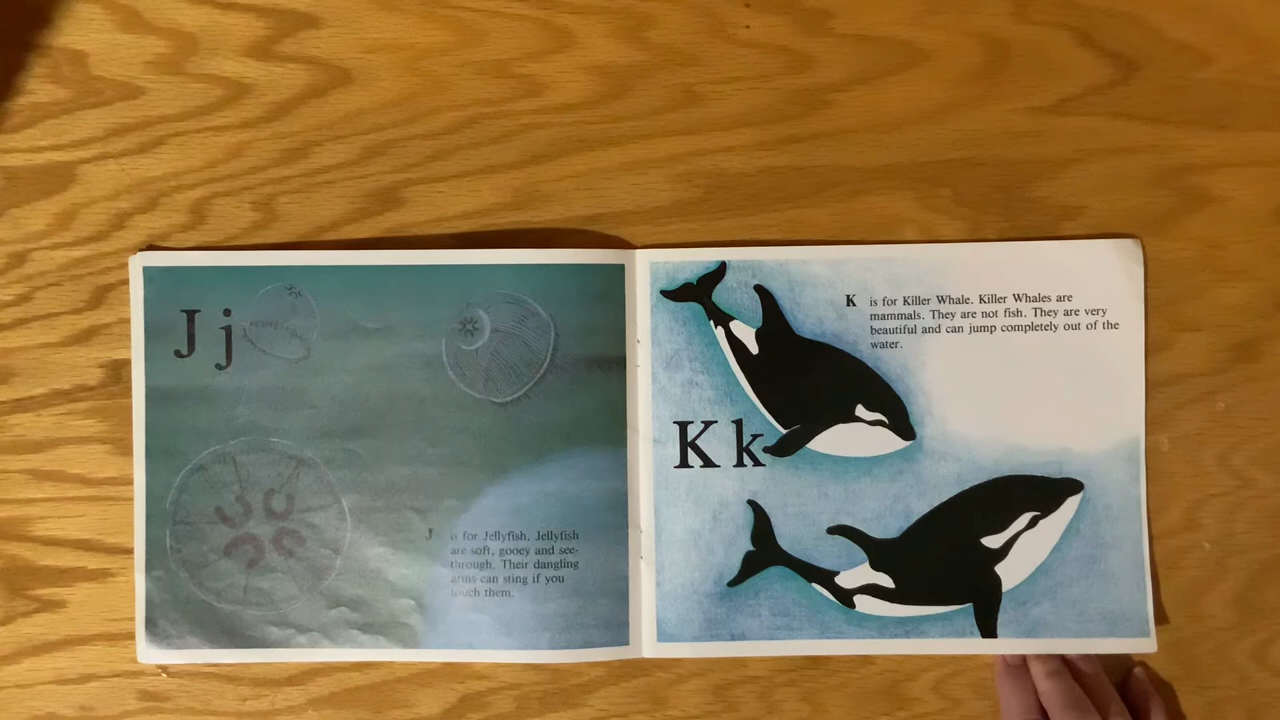 J j
J is for Jellyfish. Jellyfish
are soft, gooey and see-
through. Their dangling
arms can sting if you
touch them.
K is for Killer Whale. Killer Whales are
mammals. They are not fish. They are very
beautiful and can jump completely out of the
water.
K k